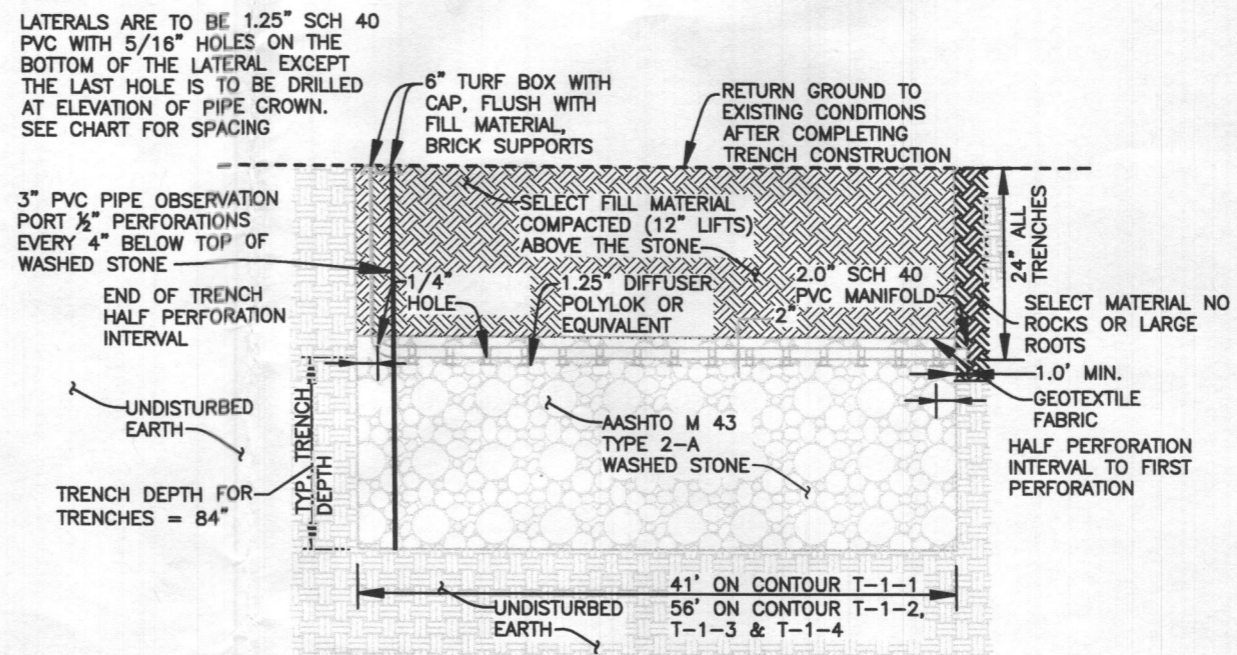 LATERALS ARE TO BE 1.25" SCH 40
PVC WITH 5/16" HOLES ON THE
BOTTOM OF THE LATERAL EXCEPT
THE LAST HOLE IS TO BE DRILLED
AT ELEVATION OF PIPE CROWN.
SEE CHART FOR SPACING
6" TURF BOX WITH
CAP, FLUSH WITH
FILL MATERIAL,
BRICK SUPPORTS
RETURN GROUND TO
EXISTING CONDITIONS
AFTER COMPLETING
TRENCH CONSTRUCTION
3" PVC PIPE OBSERVATION
PORT ½" PERFORATIONS
EVERY 4" BELOW TOP OF
WASHED STONE
SELECT FILL MATERIAL
COMPACTED (12" LIFTS)
ABOVE THE STONE
24" ALL
TRENCHES
1/4"
HOLE
1.25" DIFFUSER
POLYLOK OR
EQUIVALENT
2.0" SCH 40
PVC MANIFOLD
2"
END OF TRENCH
HALF PERFORATION
INTERVAL
SELECT MATERIAL NO
ROCKS OR LARGE
ROOTS
1.0' MIN.
GEOTEXTILE
FABRIC
UNDISTURBED
EARTH
AASHTO M 43
TYPE 2-A
WASHED STONE
HALF PERFORATION
INTERVAL TO FIRST
PERFORATION
TYP. TRENCH
DEPTH
TRENCH DEPTH FOR
TRENCHES = 84"
41' ON CONTOUR T-1-1
56' ON CONTOUR T-1-2,
T-1-3 & T-1-4
UNDISTURBED
EARTH